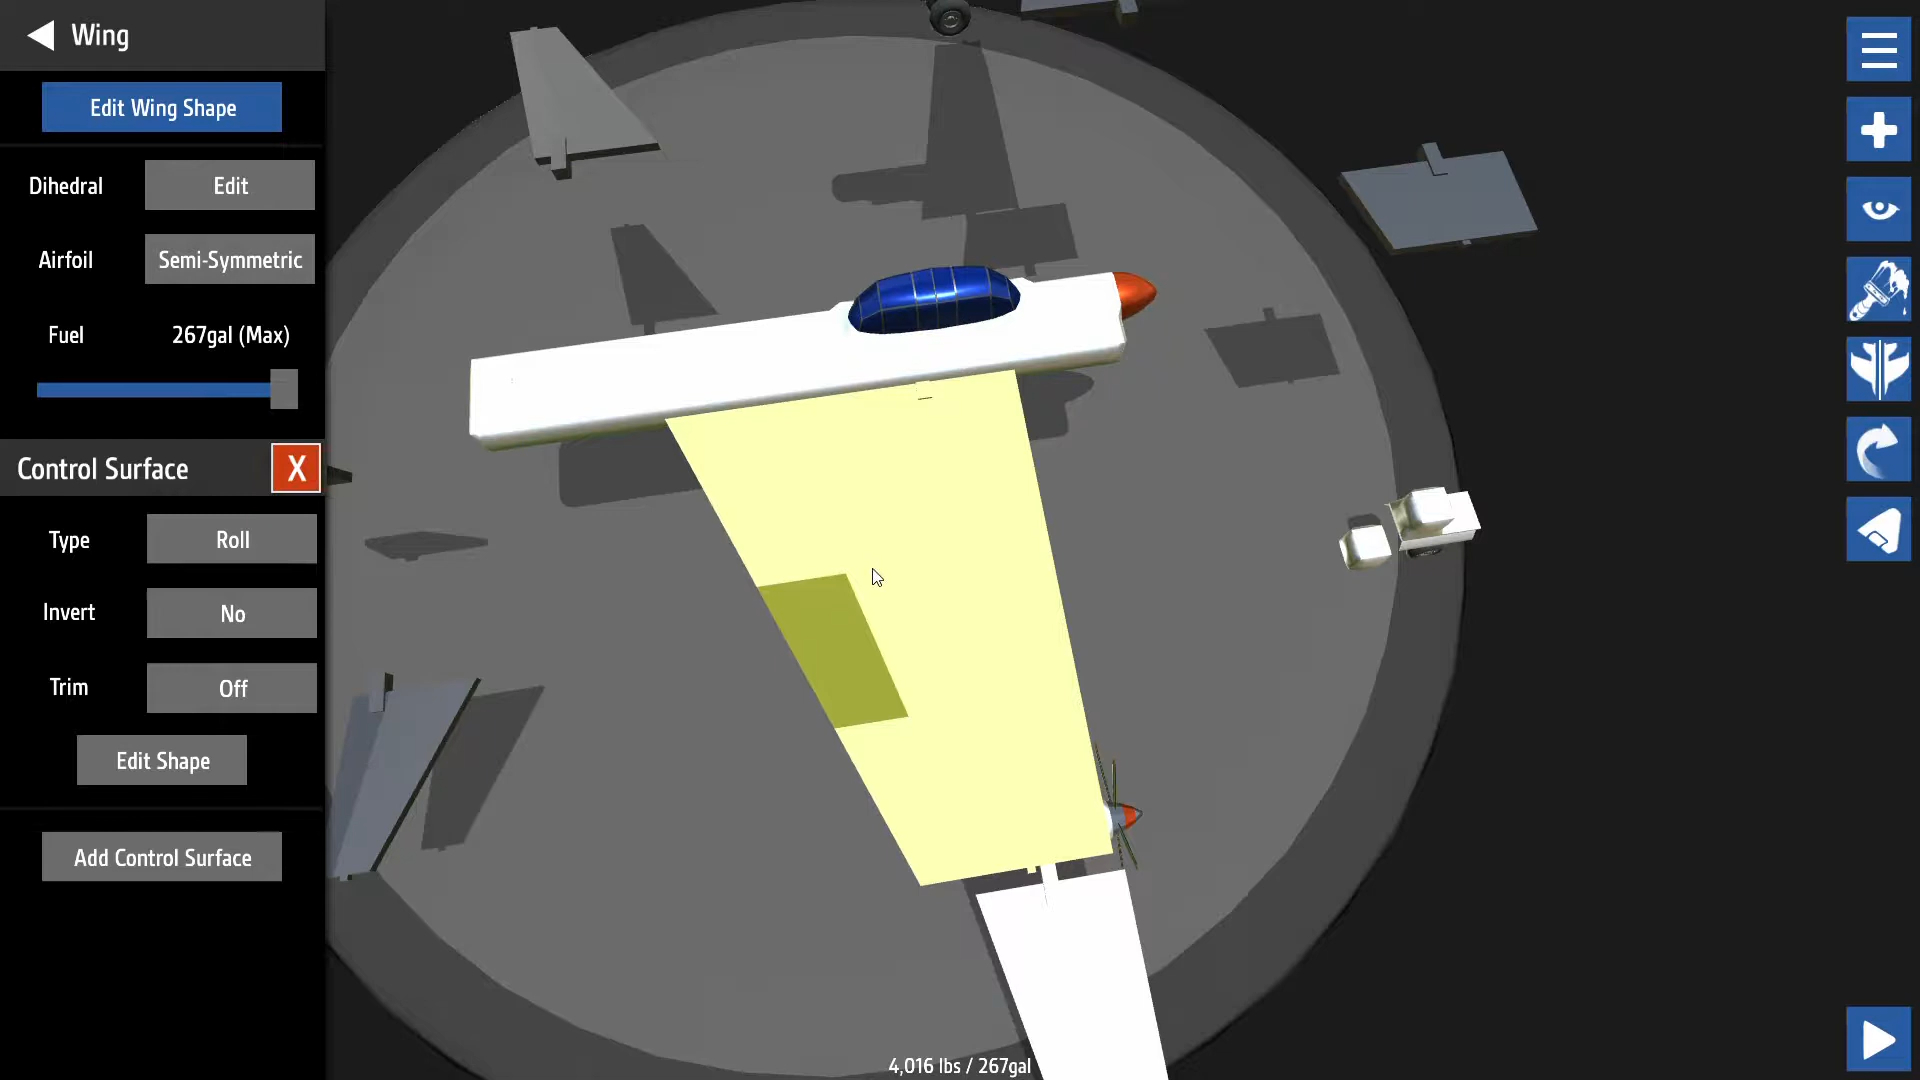 Wing
Edit Wing Shape
Dihedral Edit
Airfoil Semi-Symmetric
Fuel 267gal (Max)
Control Surface X
Type Roll
Invert No
Trim Off
Edit Shape
Add Control Surface
4,016 lbs / 267gal